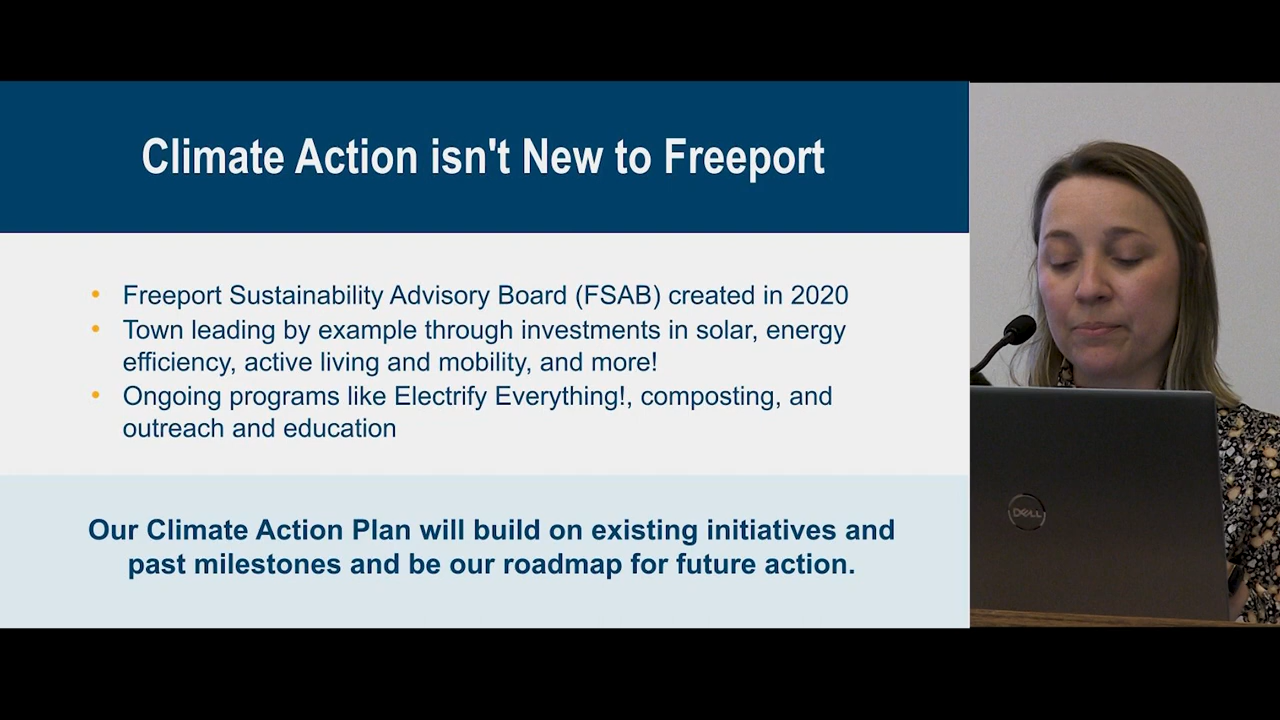 Climate Action isn't New to Freeport
• Freeport Sustainability Advisory Board (FSAB) created in 2020
• Town leading by example through investments in solar, energy
efficiency, active living and mobility, and more!
• Ongoing programs like Electrify Everything!, composting, and
outreach and education
Our Climate Action Plan will build on existing initiatives and
past milestones and be our roadmap for future action.
DELL